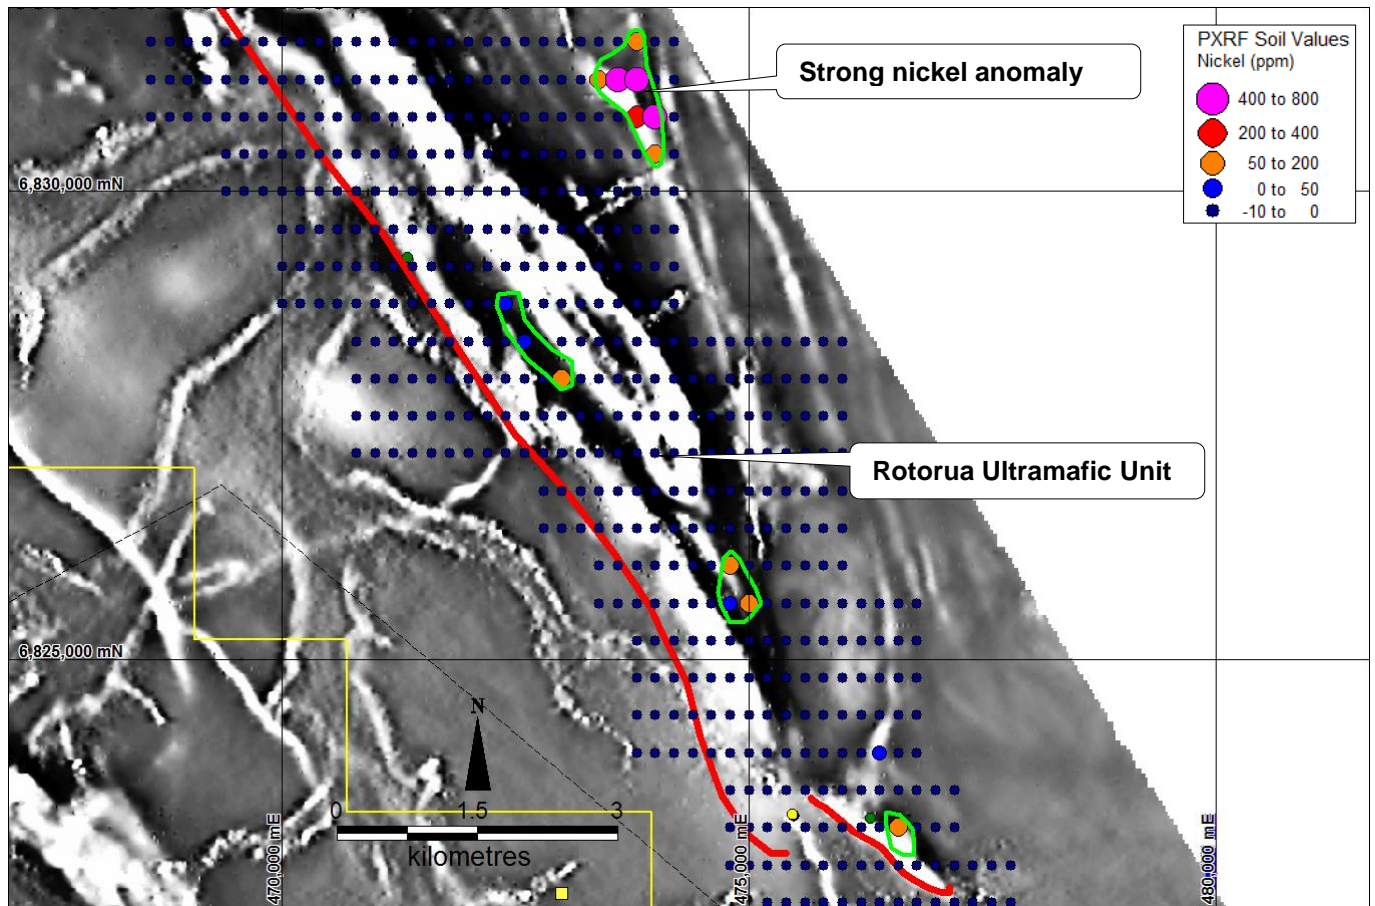 Strong nickel anomaly
PXRF Soil Values
Nickel (ppm)
400 to 800
200 to 400
50 to 200
0 to 50
-10 to 0
6,830,000 mN
Rotorua Ultramafic Unit
6,825,000 mN
N
0 1.5 3
kilometres
470,000 mE
475,000 mE
480,000 mE